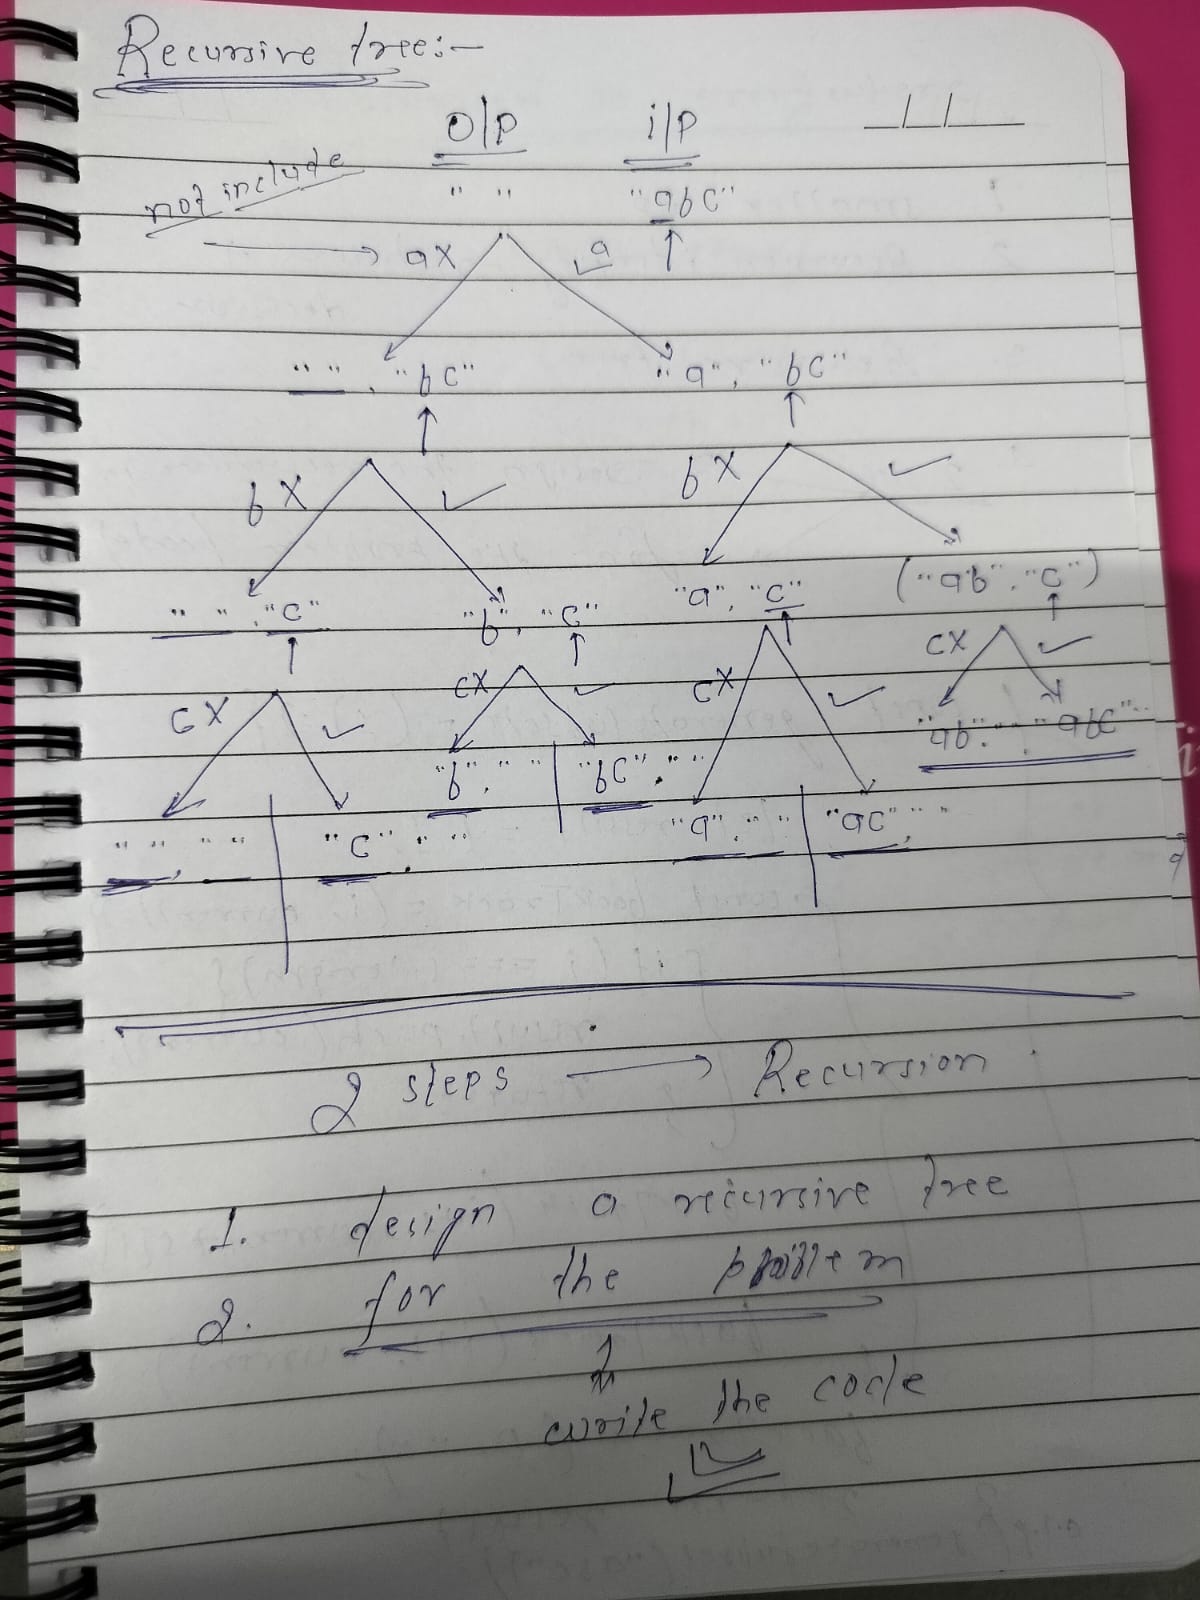 Recursive tree:-
O/P i/P
not include " " "abc"
ax a
" ", "bc" "a", "bc"
bx bx
" ", "c" "b", "c" "a", "c" ("ab", "c")
cx cx cx cx
"b", " " "bc", " " "ab", " " "abc"
" ", " " "c", " " "a", " " "ac", " "
2 steps → Recursion
1. design a recursive tree
2. for the problem
write the code